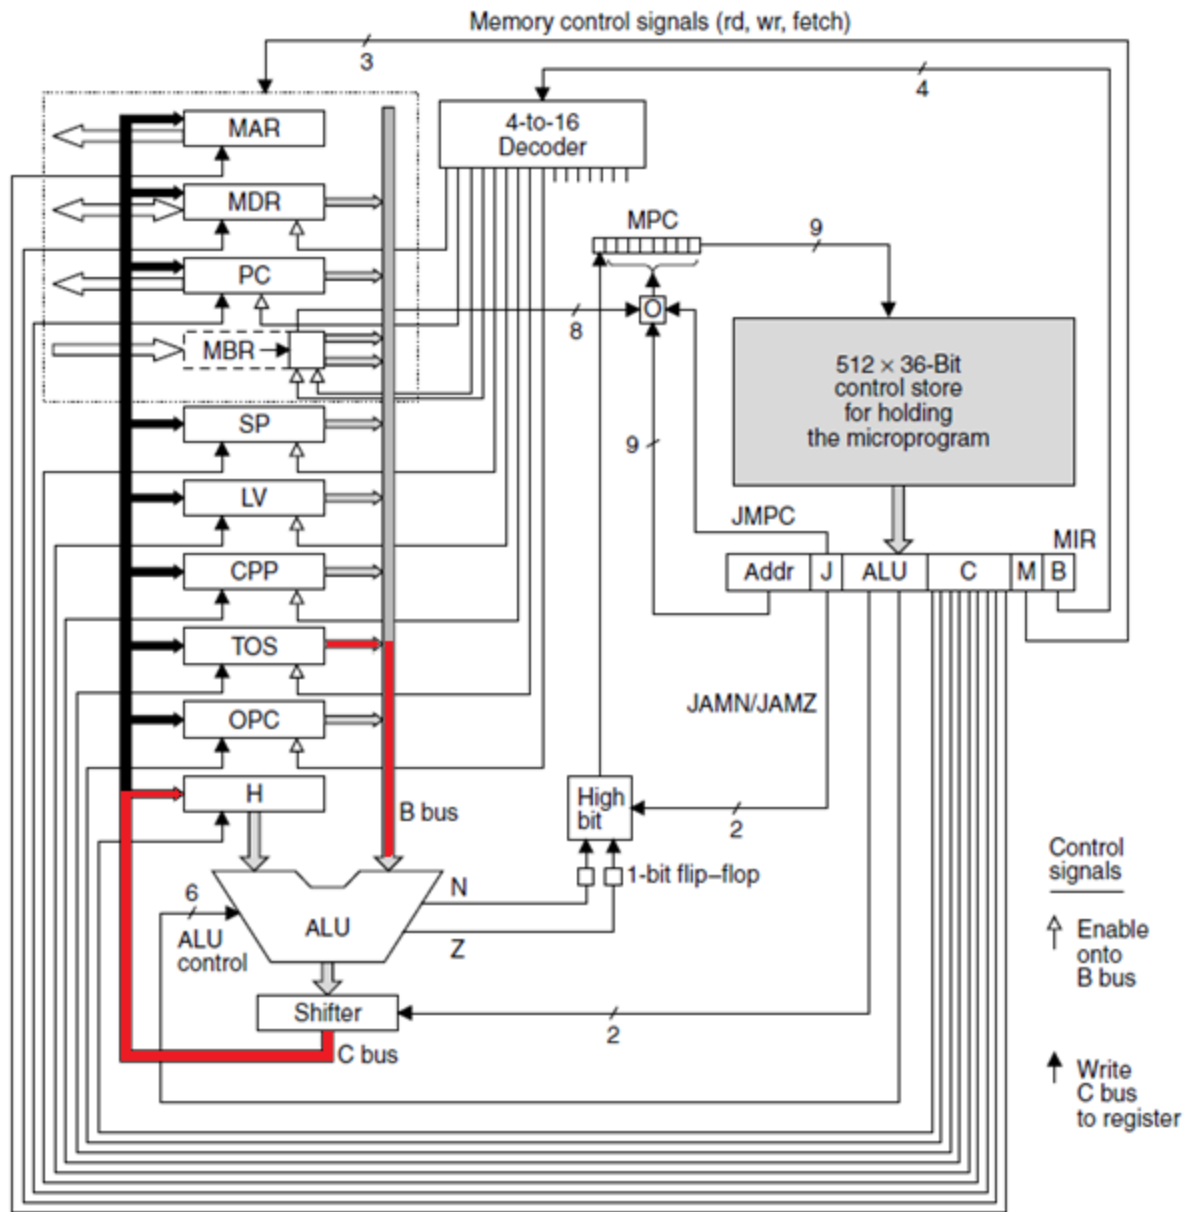 Memory control signals (rd, wr, fetch)
3
4
MAR
4-to-16
Decoder
MDR
MPC
9
PC
8
O
MBR
512 × 36-Bit
control store
for holding
the microprogram
SP
9
LV
JMPC
MIR
Addr
J
ALU
C
M
B
CPP
TOS
JAMN/JAMZ
OPC
H
B bus
High
bit
2
Control
signals
1-bit flip–flop
6
N
ALU
control
ALU
Z
Enable
onto
B bus
Shifter
2
C bus
Write
C bus
to register